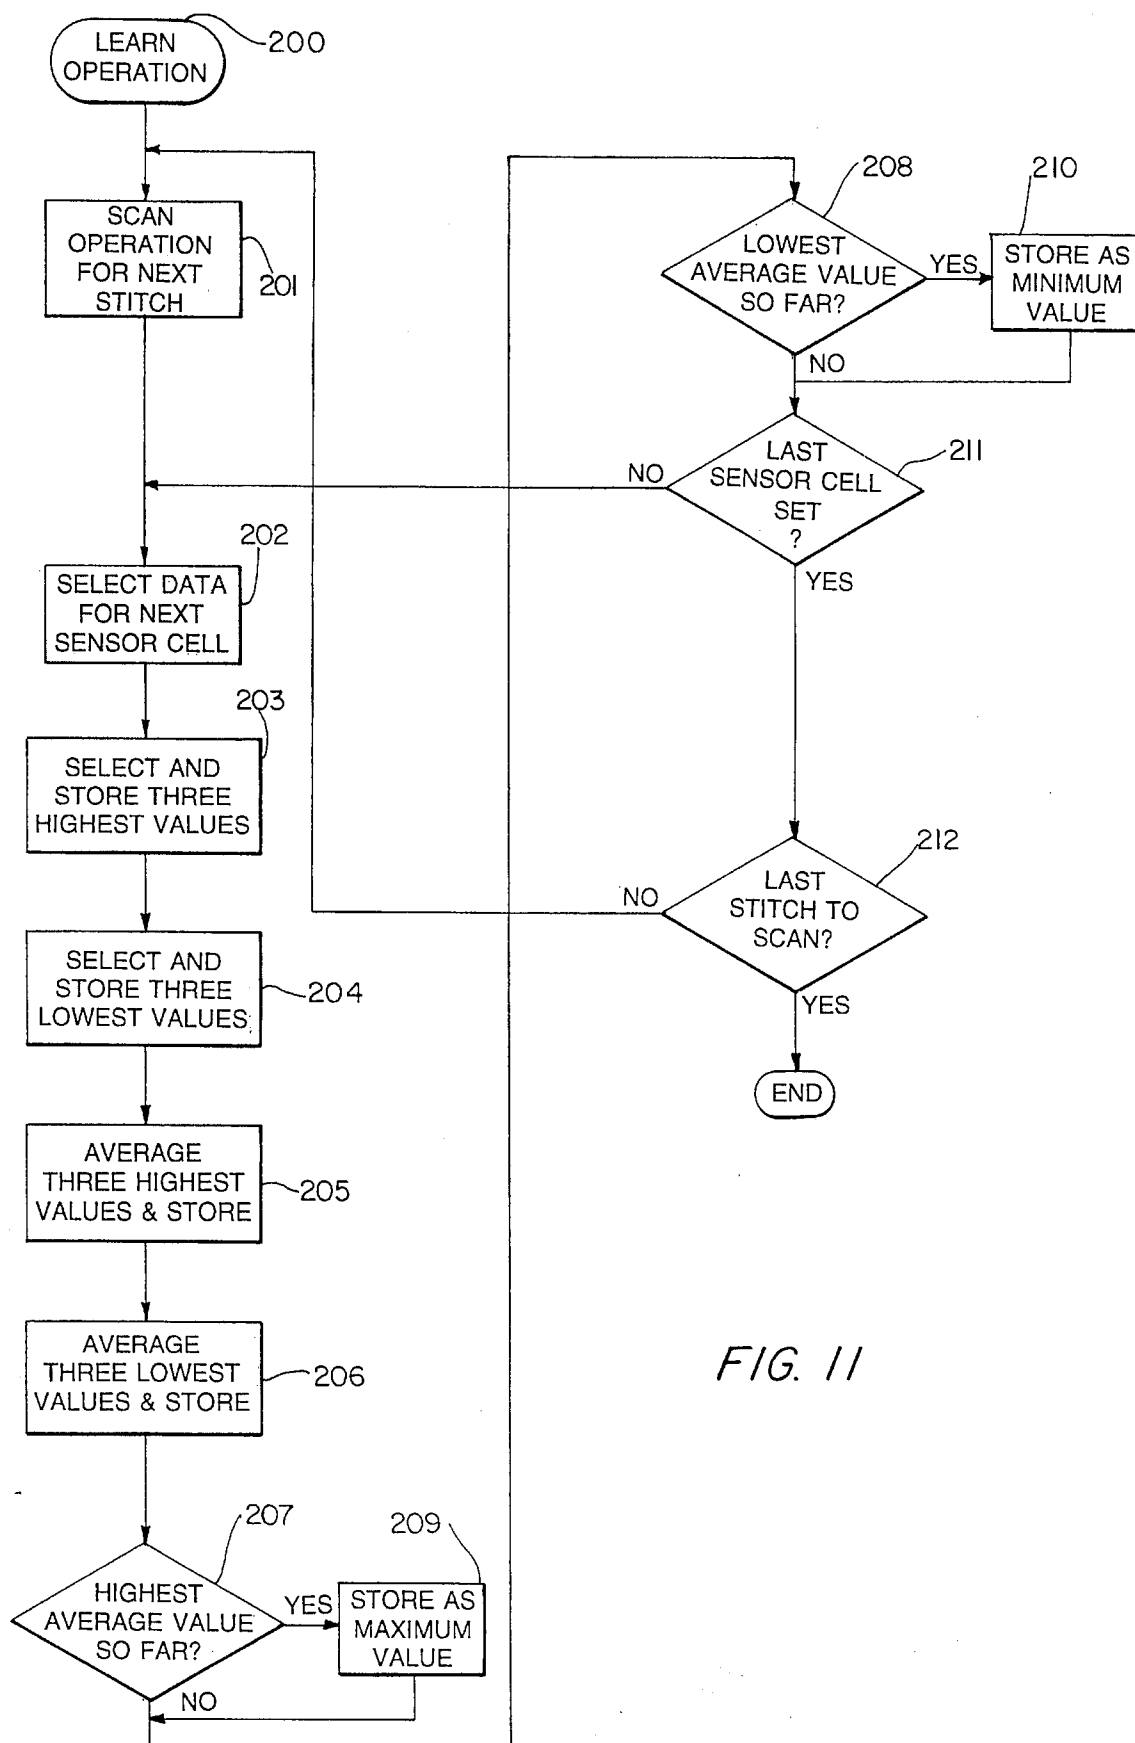 LEARN
OPERATION
200
SCAN
OPERATION
FOR NEXT
STITCH
201
202
SELECT DATA
FOR NEXT
SENSOR CELL
203
SELECT AND
STORE THREE
HIGHEST VALUES
SELECT AND
STORE THREE
LOWEST VALUES
204
AVERAGE
THREE HIGHEST
VALUES & STORE
205
AVERAGE
THREE LOWEST
VALUES & STORE
206
207
HIGHEST
AVERAGE VALUE
SO FAR?
YES
NO
209
STORE AS
MAXIMUM
VALUE
208
LOWEST
AVERAGE VALUE
SO FAR?
YES
NO
210
STORE AS
MINIMUM
VALUE
211
LAST
SENSOR CELL
SET
?
NO
YES
212
LAST
STITCH TO
SCAN?
NO
YES
END
FIG. 11